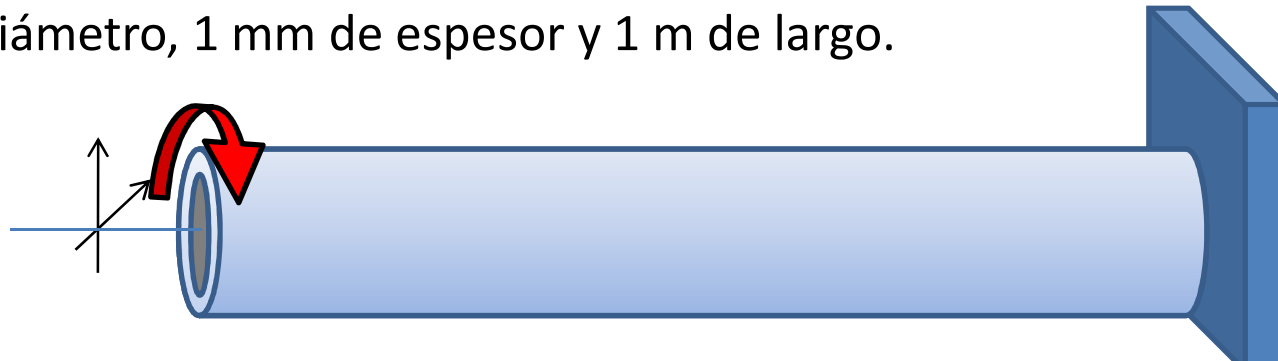 iámetro, 1 mm de espesor y 1 m de largo.